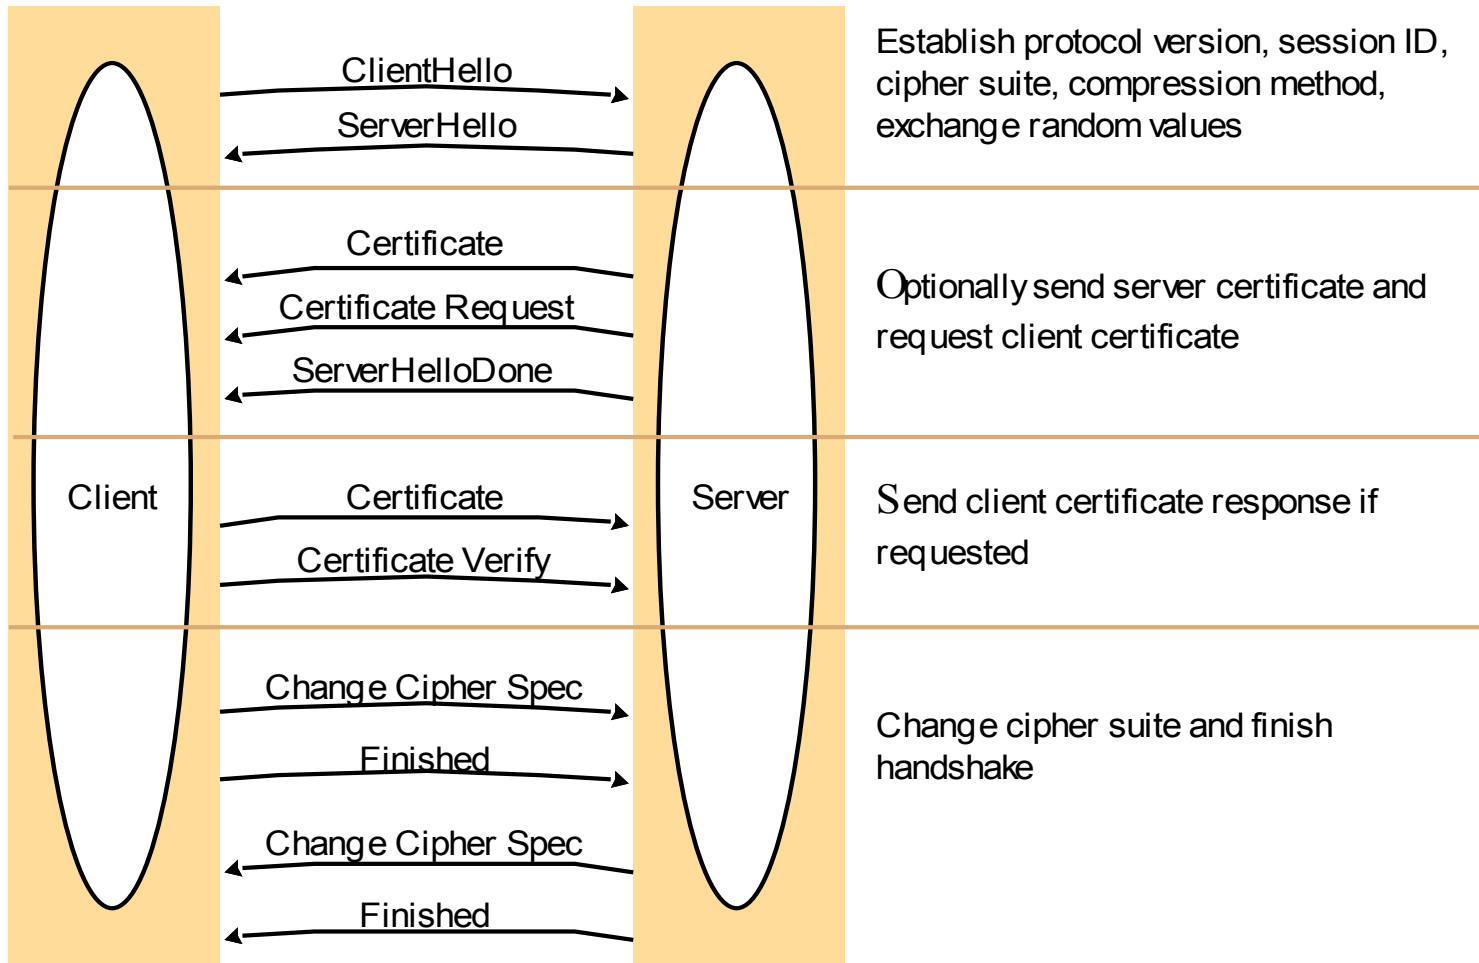 ClientHello
ServerHello
Establish protocol version, session ID,
cipher suite, compression method,
exchange random values
Certificate
Certificate Request
ServerHelloDone
Optionally send server certificate and
request client certificate
Client
Certificate
Certificate Verify
Server
Send client certificate response if
requested
Change Cipher Spec
Finished
Change Cipher Spec
Finished
Change cipher suite and finish
handshake